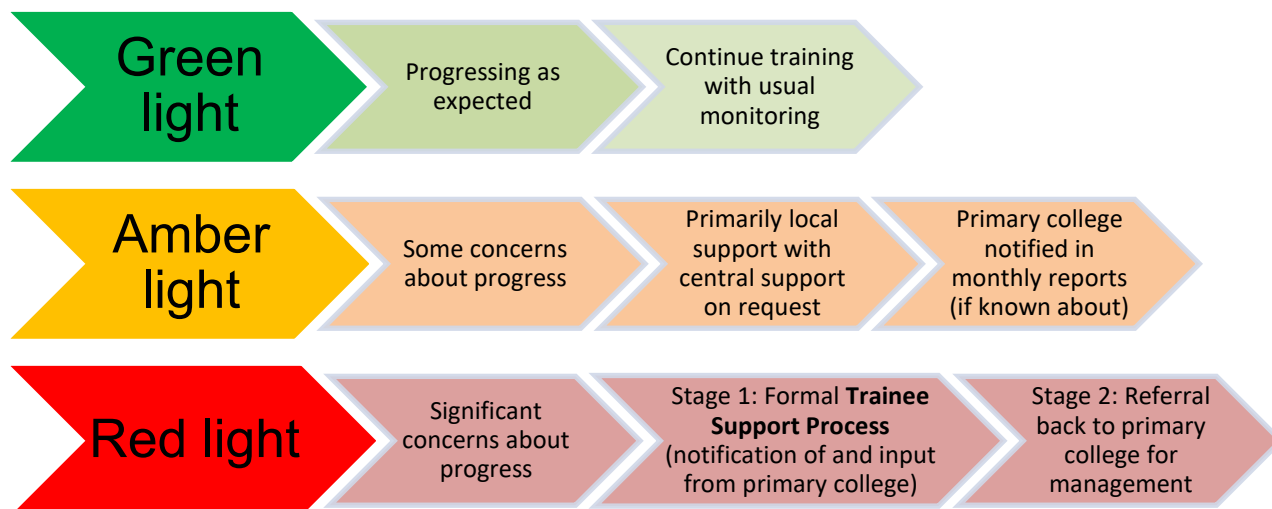 Green
light
Progressing as
expected
Continue training
with usual
monitoring
Amber
light
Some concerns
about progress
Primarily local
support with
central support
on request
Primary college
notified in
monthly reports
(if known about)
Red light
Significant
concerns about
progress
Stage 1: Formal Trainee
Support Process
(notification of and input
from primary college)
Stage 2: Referral
back to primary
college for
management